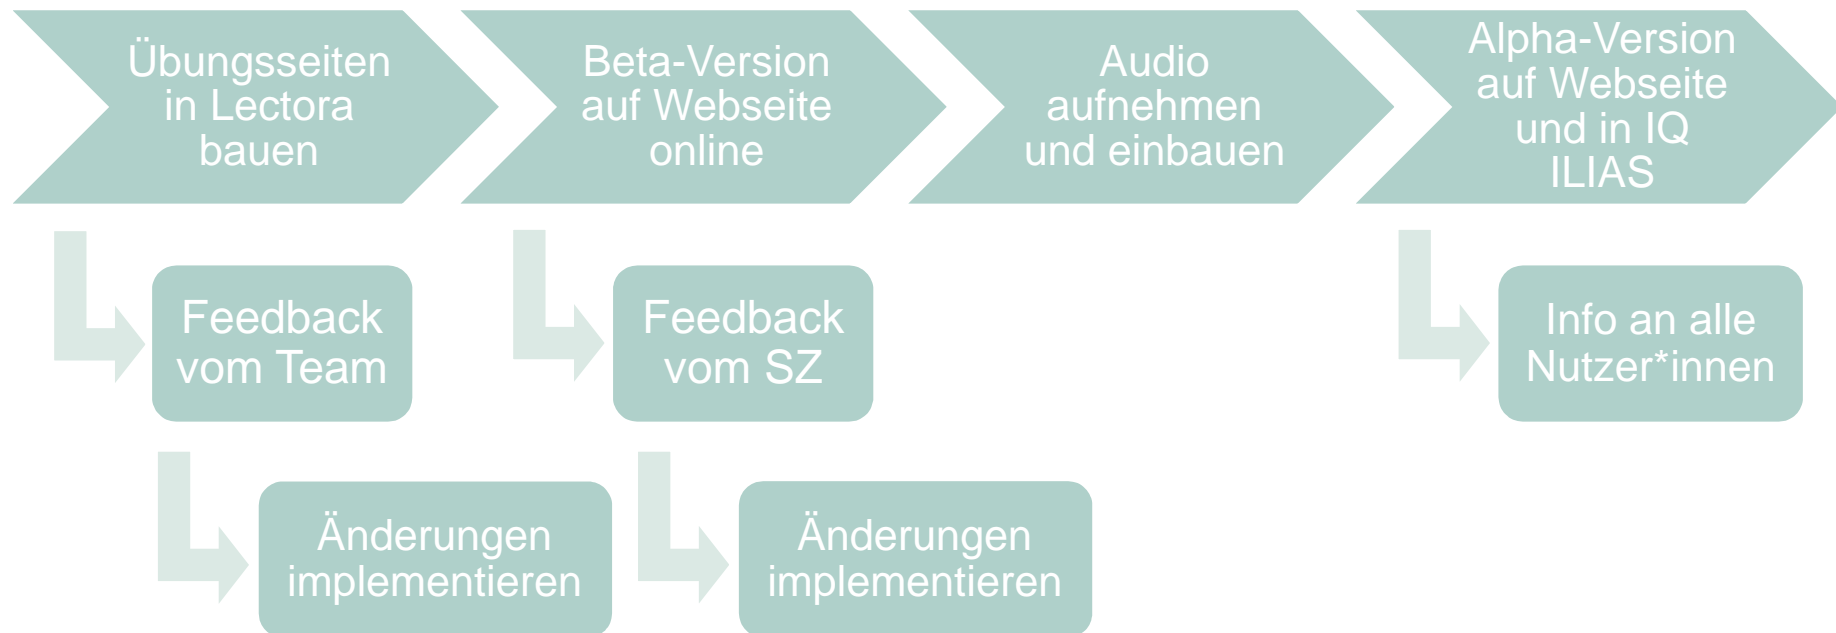 Übungsseiten
in Lectora
bauen
Beta-Version
auf Webseite
online
Audio
aufnehmen
und einbauen
Alpha-Version
auf Webseite
und in IQ
ILIAS
Feedback
vom Team
Feedback
vom SZ
Info an alle
Nutzer*innen
Änderungen
implementieren
Änderungen
implementieren